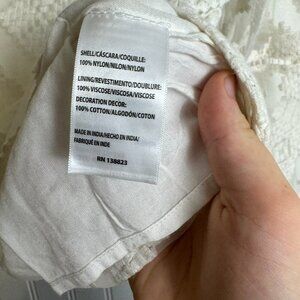 SHELL/CÁSCARA/COQUILLE:
100% NYLON/NILON/NYLON
LINING/REVESTIMENTO/DOUBLURE:
100% VISCOSE/VISCOSA/VISCOSE
DECORATION DECOR:
100% COTTON/ALGODÓN/COTON
MADE IN INDIA/HECHO EN INDIA/
FABRIQUÉ EN INDE
RN 138823